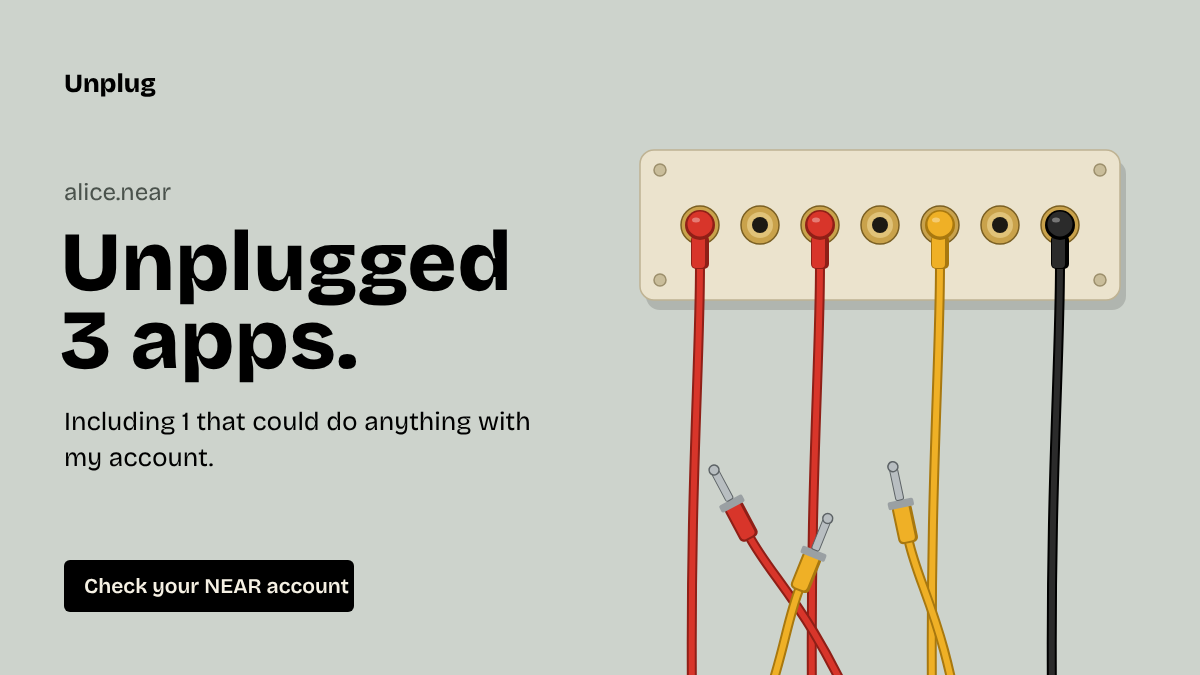 Unplug
alice.near
Unplugged
3 apps.
Including 1 that could do anything with
my account.
Check your NEAR account